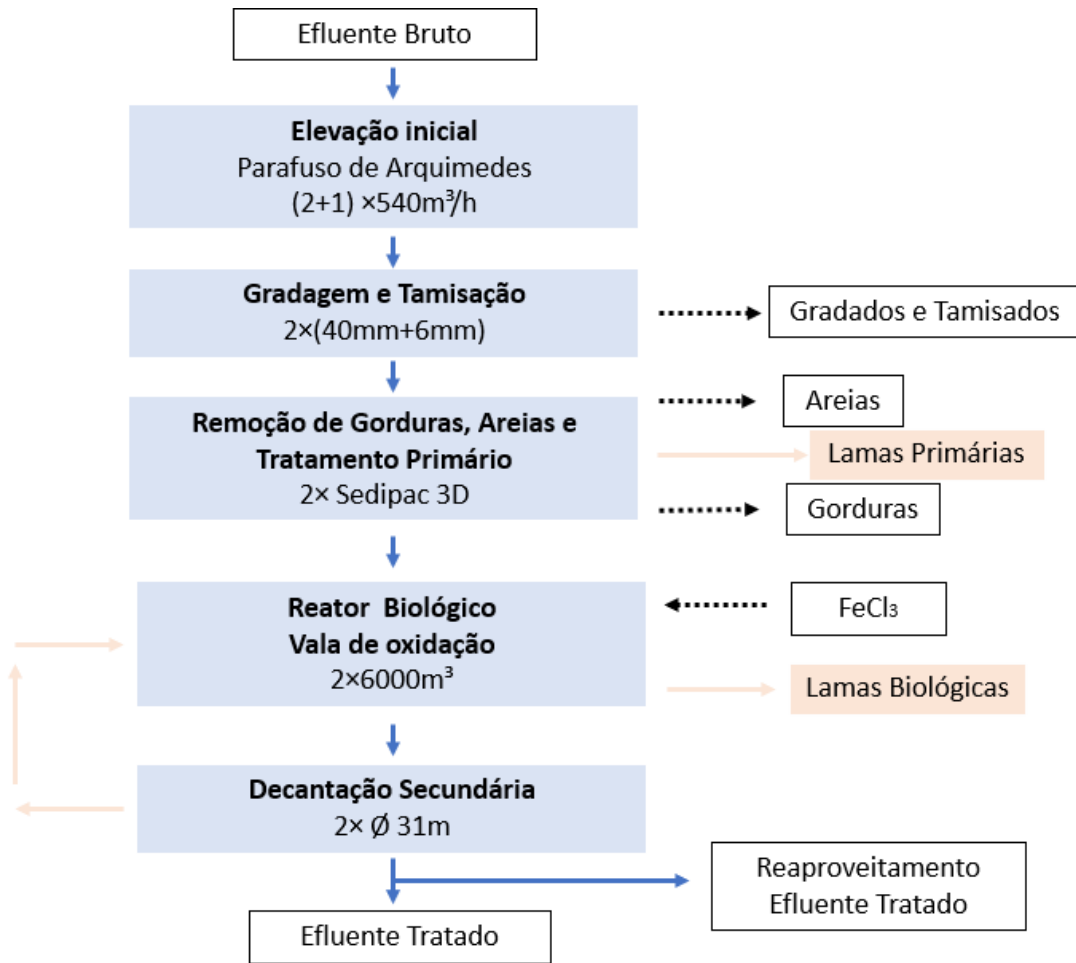 Efluente Bruto
Elevação inicial
Parafuso de Arquimedes
(2+1) ×540m³/h
Gradagem e Tamisação
2×(40mm+6mm)
Gradados e Tamisados
Remoção de Gorduras, Areias e
Tratamento Primário
2× Sedipac 3D
Areias
Lamas Primárias
Gorduras
Reator Biológico
Vala de oxidação
2×6000m³
FeCl₃
Lamas Biológicas
Decantação Secundária
2× Ø 31m
Reaproveitamento
Efluente Tratado
Efluente Tratado